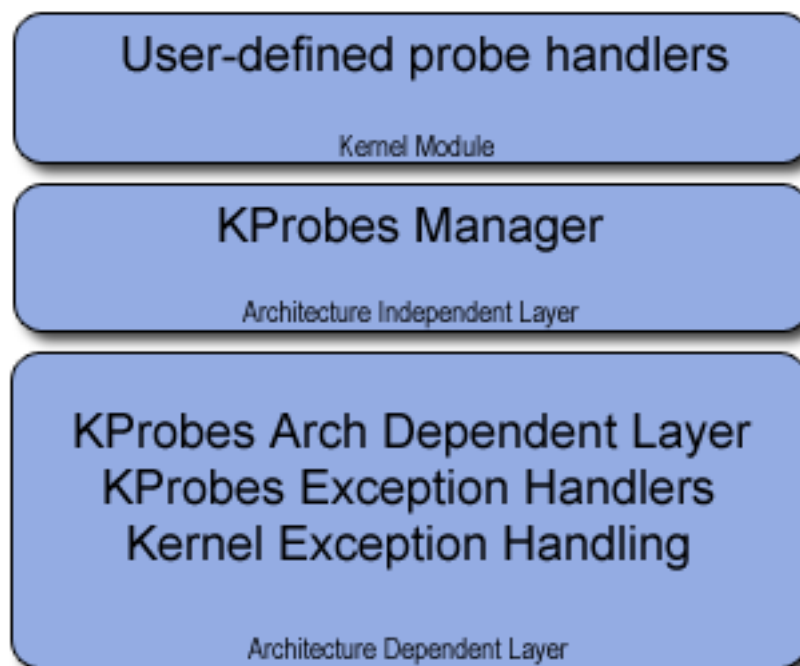 User-defined probe handlers
Kernel Module
KProbes Manager
Architecture Independent Layer
KProbes Arch Dependent Layer
KProbes Exception Handlers
Kernel Exception Handling
Architecture Dependent Layer